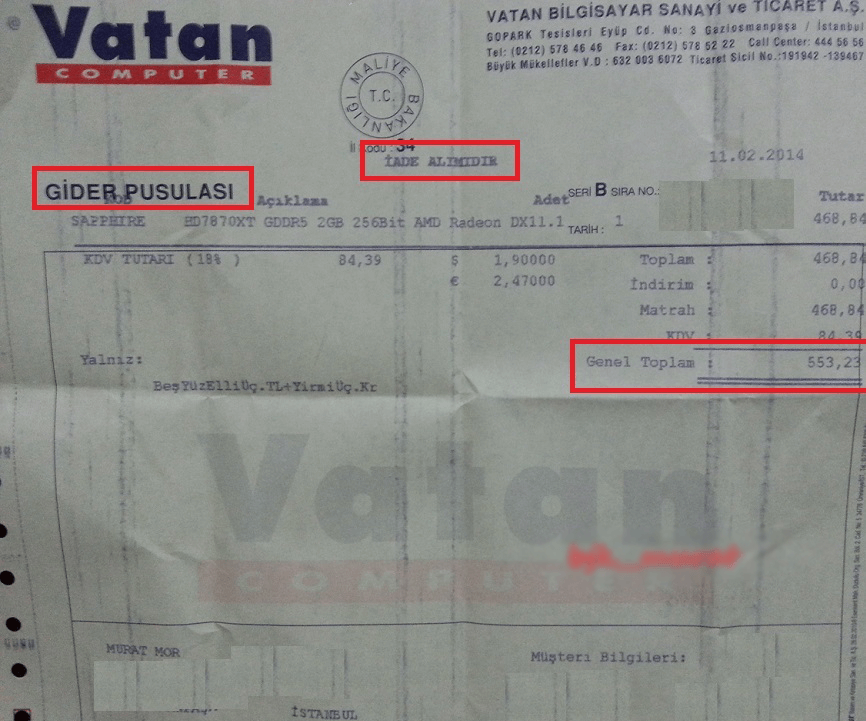 Vatan
COMPUTER
VATAN BİLGİSAYAR SANAYİ ve TİCARET A.Ş.
GOPARK Tesisleri Eyüp Cd. No: 3 Gaziosmanpaşa / İstanbul
Tel: (0212) 578 46 46 Fax: (0212) 578 52 22 Call Center: 444 56 56
Büyük Mükellefler V.D : 632 003 6072 Ticaret Sicil No.:191942 -139467
MALİYE BAKANLIĞI
T.C.
İl Kodu : 34
İADE ALIMIDIR
11.02.2014
GİDER PUSULASI
Açıklama
Adet
SERİ B SIRA NO.:
Tutar
SAPPHIRE HD7870XT GDDR5 2GB 256Bit AMD Radeon DX11.1
TARİH :
1
468,84
KDV TUTARI (18% ) 84,39 $ 1,90000 Toplam : 468,84
€ 2,47000 İndirim : 0,00
Matrah : 468,84
KDV : 84,39
Yalnız: Genel Toplam : 553,23
BeşYüzElliÜç.TL+YirmiÜç.Kr
Vatan
COMPUTER
MURAT MOR
Müşteri Bilgileri:
İSTANBUL